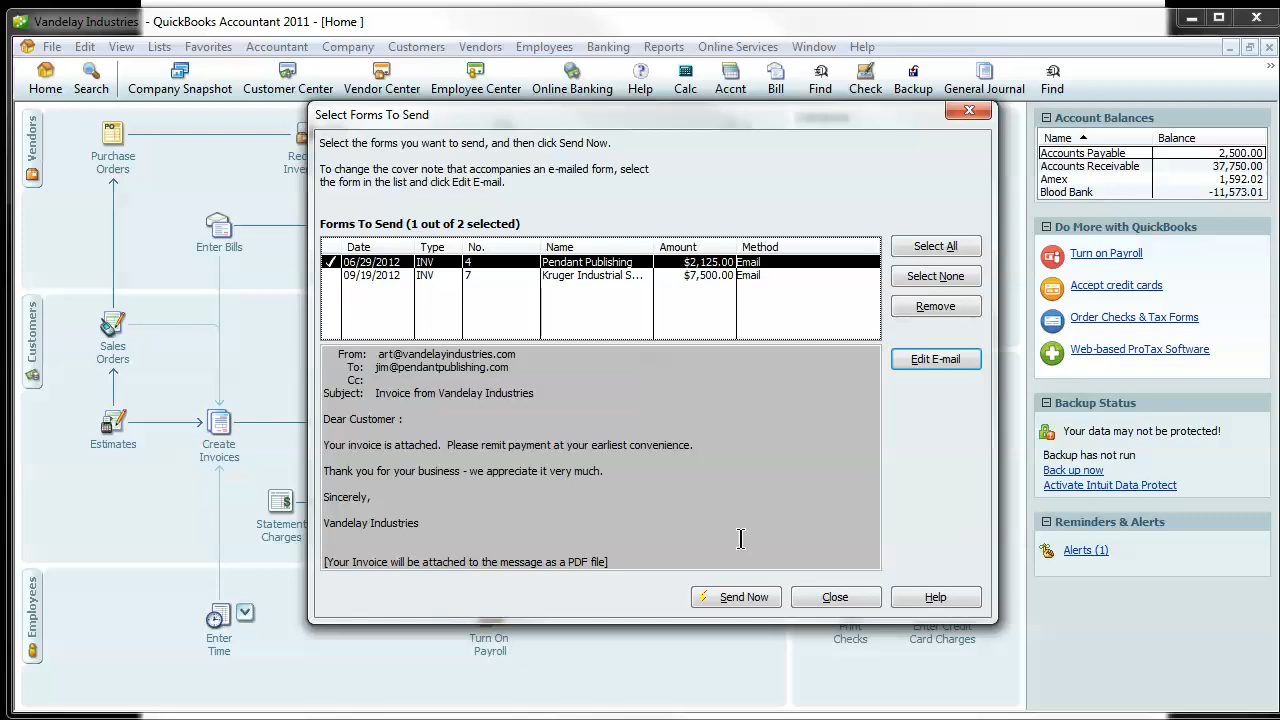 Vandelay Industries - QuickBooks Accountant 2011 - [Home ]
File Edit View Lists Favorites Accountant Company Customers Vendors Employees Banking Reports Online Services Window Help
Home Search Company Snapshot Customer Center Vendor Center Employee Center Online Banking Help Calc Accnt Bill Find Check Backup General Journal Find
Vendors
PO
Purchase
Orders
Enter Bills
Customers
Sales
Orders
Estimates
Create
Invoices
Statement
Charges
Employees
Enter
Time
Turn On
Payroll
Print
Checks
Enter Credit
Card Charges
Select Forms To Send
Select the forms you want to send, and then click Send Now.
To change the cover note that accompanies an e-mailed form, select
the form in the list and click Edit E-mail.
Forms To Send (1 out of 2 selected)
Date Type No. Name Amount Method
06/29/2012 INV 4 Pendant Publishing $2,125.00 Email
09/19/2012 INV 7 Kruger Industrial S... $7,500.00 Email
Select All
Select None
Remove
Edit E-mail
From: art@vandelayindustries.com
To: jim@pendantpublishing.com
Cc:
Subject: Invoice from Vandelay Industries
Dear Customer :
Your invoice is attached. Please remit payment at your earliest convenience.
Thank you for your business - we appreciate it very much.
Sincerely,
Vandelay Industries
[Your Invoice will be attached to the message as a PDF file]
Send Now Close Help
Account Balances
Name Balance
Accounts Payable 2,500.00
Accounts Receivable 37,750.00
Amex 1,592.02
Blood Bank -11,573.01
Do More with QuickBooks
Turn on Payroll
Accept credit cards
Order Checks & Tax Forms
Web-based ProTax Software
Backup Status
Your data may not be protected!
Backup has not run
Back up now
Activate Intuit Data Protect
Reminders & Alerts
Alerts (1)